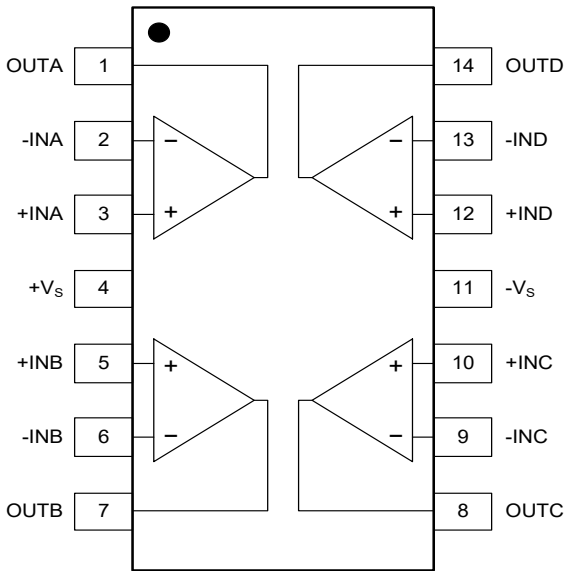 OUTA 1 14 OUTD
-INA 2 − − 13 -IND
+INA 3 + + 12 +IND
+VS 4 11 -VS
+INB 5 + + 10 +INC
-INB 6 − − 9 -INC
OUTB 7 8 OUTC